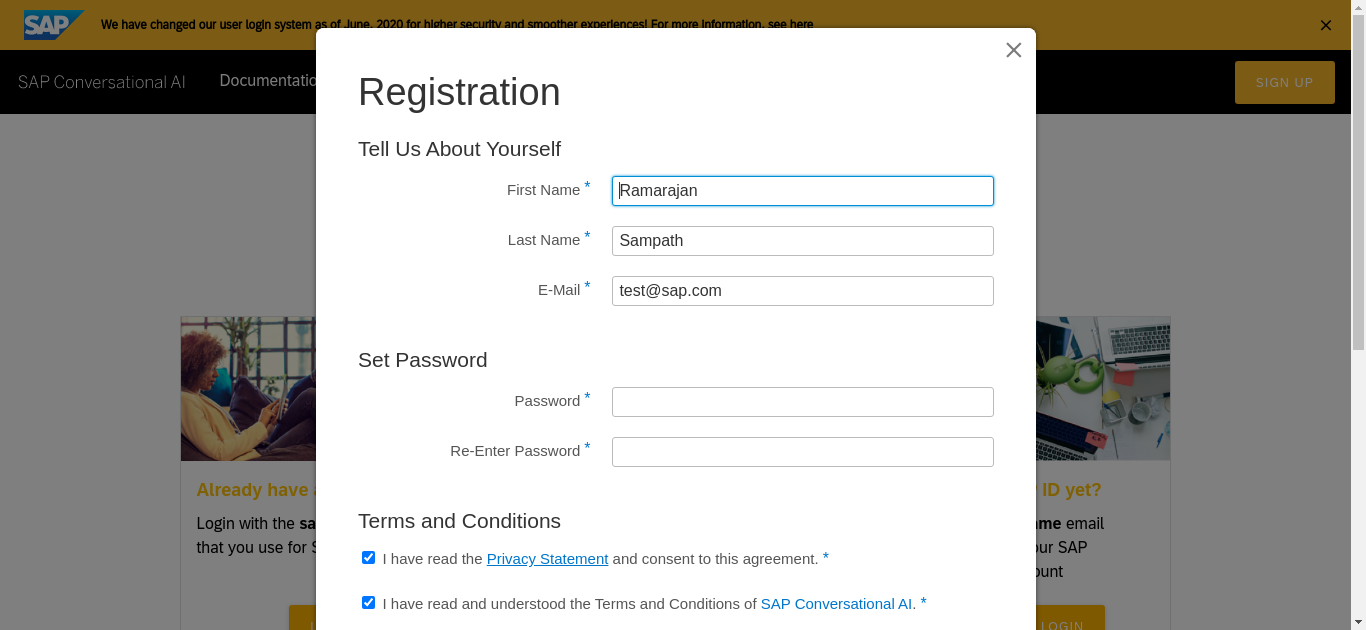 SAP
We have changed our user login system as of June, 2020 for higher security and smoother experiences! For more information, see here
SAP Conversational AI
Documentatio
SIGN UP
Registration
Tell Us About Yourself
First Name *
Ramarajan
Last Name *
Sampath
E-Mail *
test@sap.com
Set Password
Password *
Re-Enter Password *
Terms and Conditions
I have read the Privacy Statement and consent to this agreement. *
I have read and understood the Terms and Conditions of SAP Conversational AI. *
Already have
Login with the sa
that you use for S
ID yet?
ame email
our SAP
ount
LOGIN